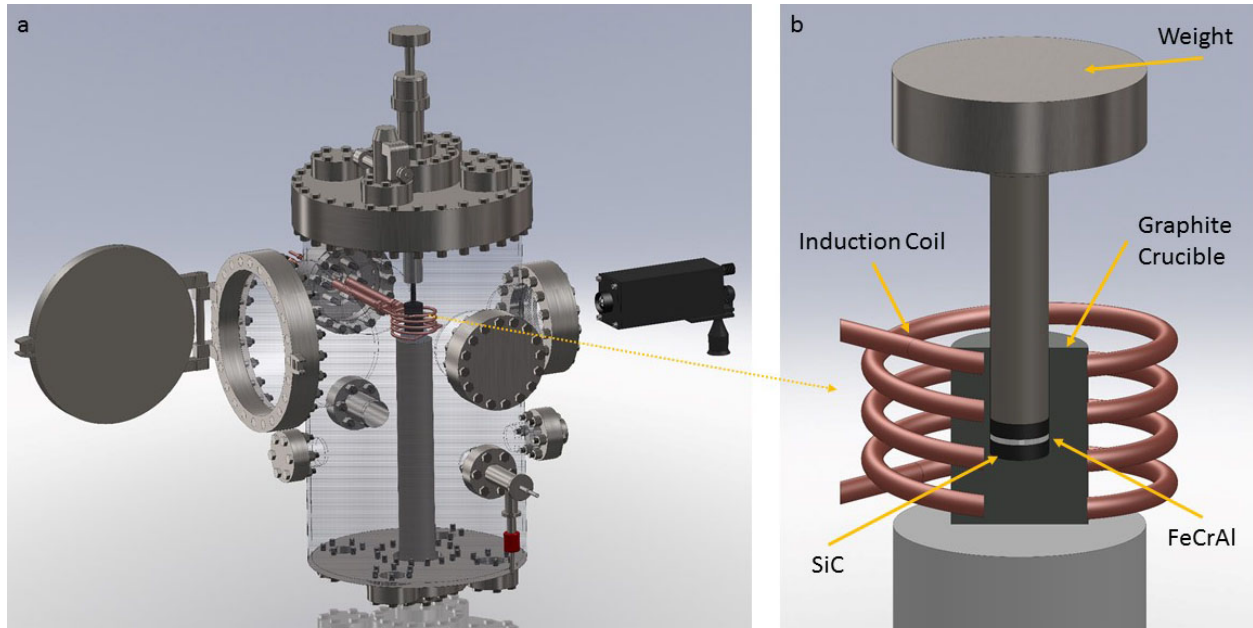 a
b
Weight
Induction Coil
Graphite
Crucible
SiC
FeCrAl